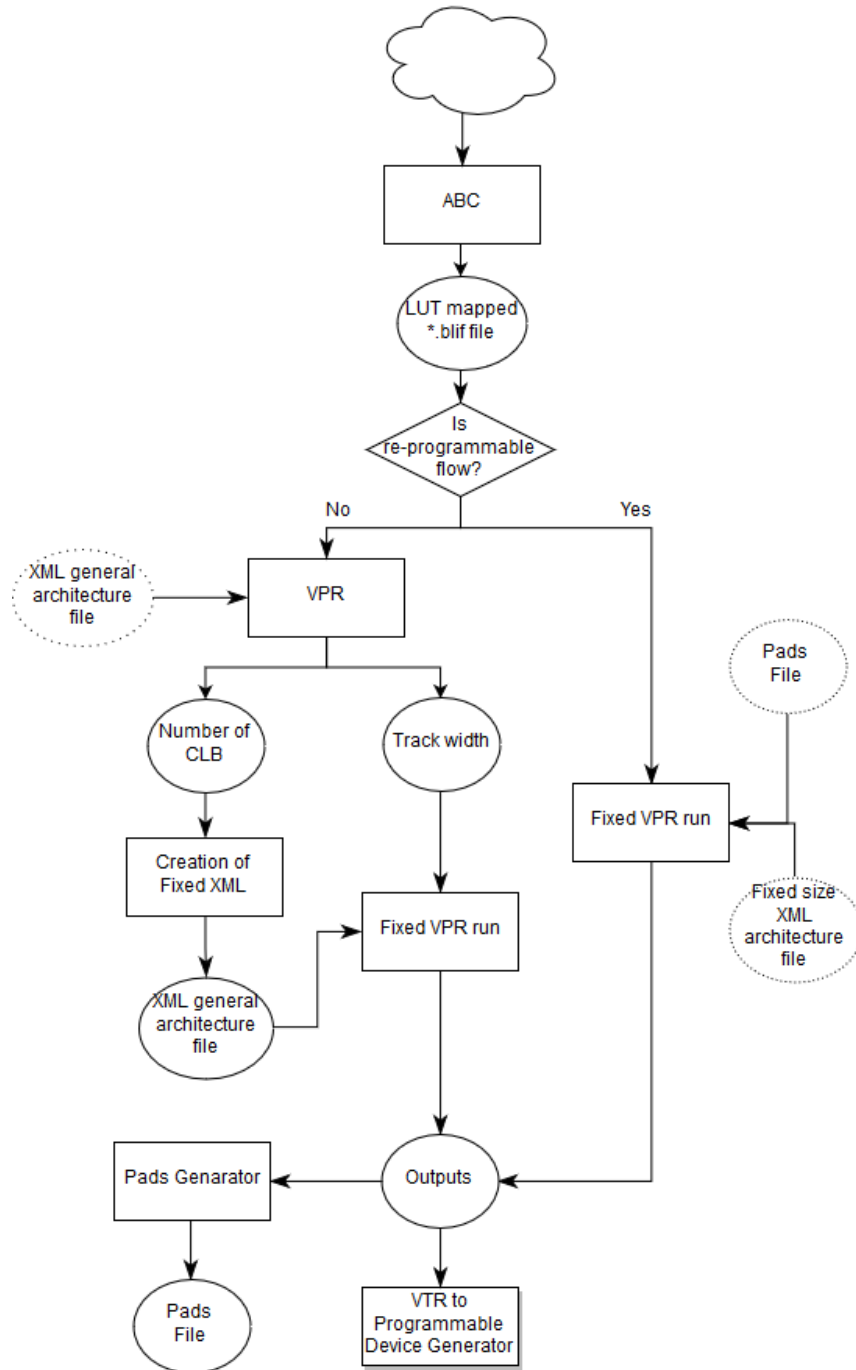 ABC
LUT mapped
*.blif file
Is
re-programmable
flow?
No
Yes
XML general
architecture
file
VPR
Pads
File
Number of
CLB
Track width
Fixed VPR run
Creation of
Fixed XML
Fixed VPR run
Fixed size
XML
architecture
file
XML general
architecture
file
Pads Genarator
Outputs
Pads
File
VTR to
Programmable
Device Generator